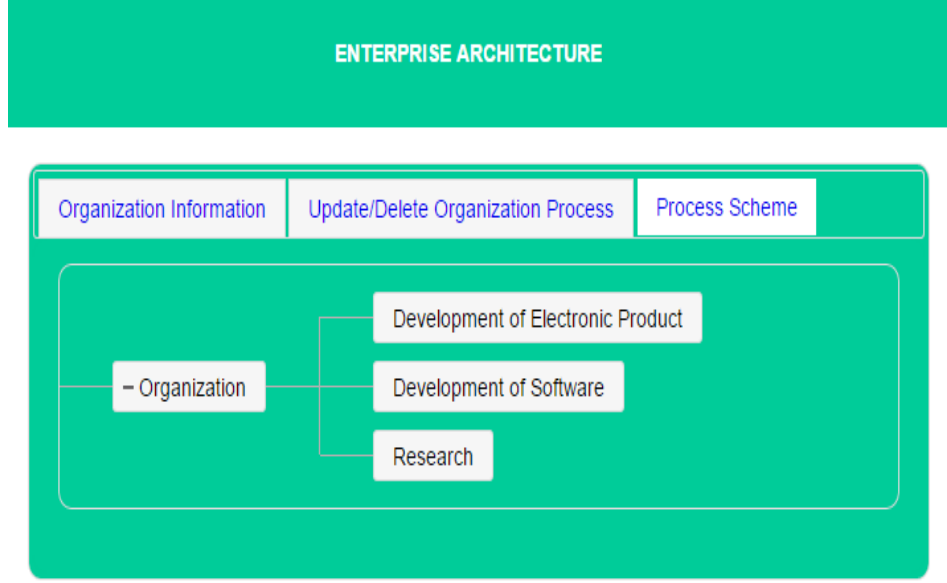 ENTERPRISE ARCHITECTURE
Organization Information
Update/Delete Organization Process
Process Scheme
Development of Electronic Product
– Organization
Development of Software
Research